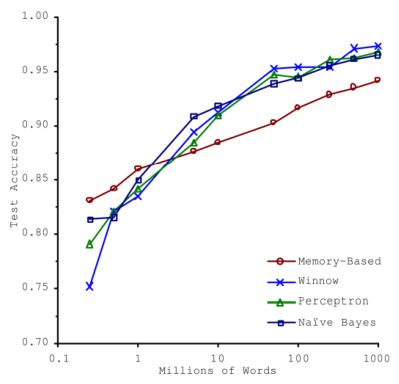 1.00
0.95
0.90
0.85
0.80
0.75
0.70
Test Accuracy
0.1
1
10
100
1000
Millions of Words
Memory-Based
Winnow
Perceptron
Naïve Bayes